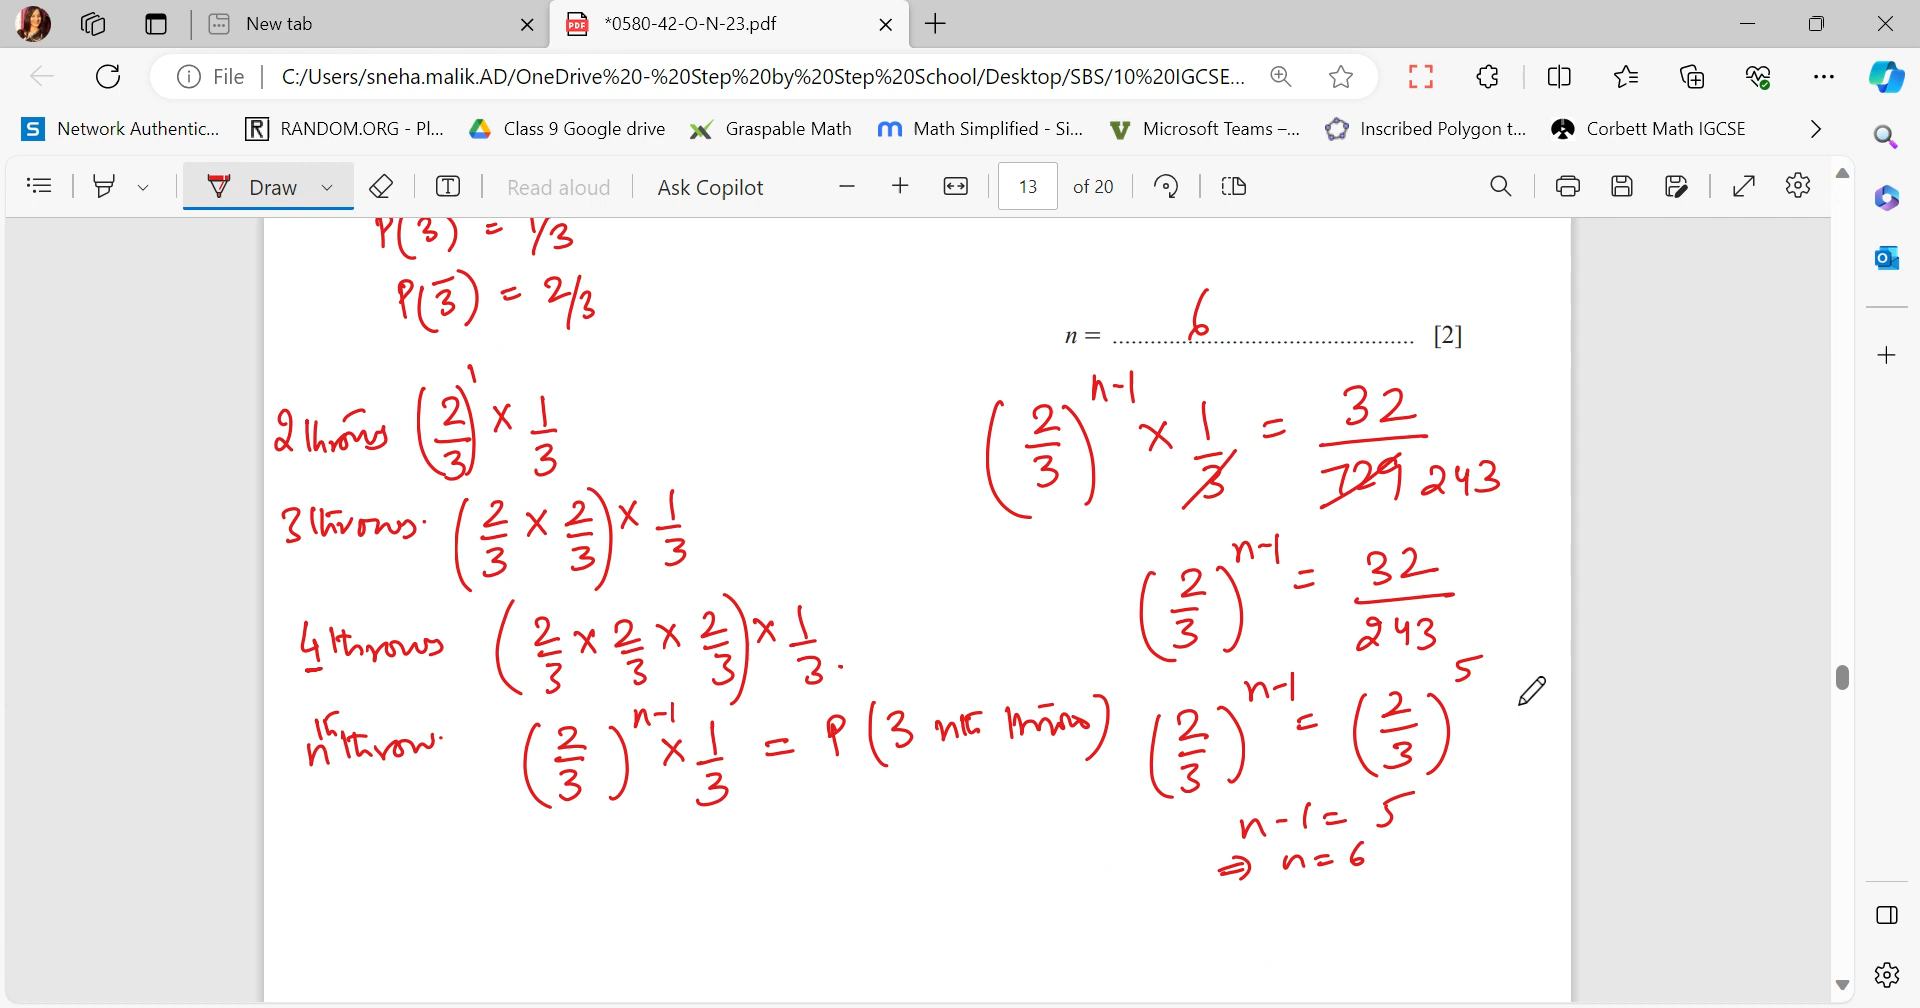 New tab
*0580-42-O-N-23.pdf
File
C:/Users/sneha.malik.AD/OneDrive%20-%20Step%20by%20Step%20School/Desktop/SBS/10%20IGCSE...
Network Authentic...
RANDOM.ORG - Pl...
Class 9 Google drive
Graspable Math
Math Simplified - Si...
Microsoft Teams –...
Inscribed Polygon t...
Corbett Math IGCSE
Draw
Read aloud
Ask Copilot
13 of 20
P(3) = 1/3
P(3̄) = 2/3
n = 6 [2]
2 throws (2/3)^1 × 1/3
3 throws. (2/3 × 2/3) × 1/3
4 throws (2/3 × 2/3 × 2/3) × 1/3.
nth throw. (2/3)^n-1 × 1/3 = P(3 nth throw)
(2/3)^n-1 × 1/3 = 32/729 243
(2/3)^n-1 = 32/243
(2/3)^n-1 = (2/3)^5
n-1 = 5
⇒ n = 6